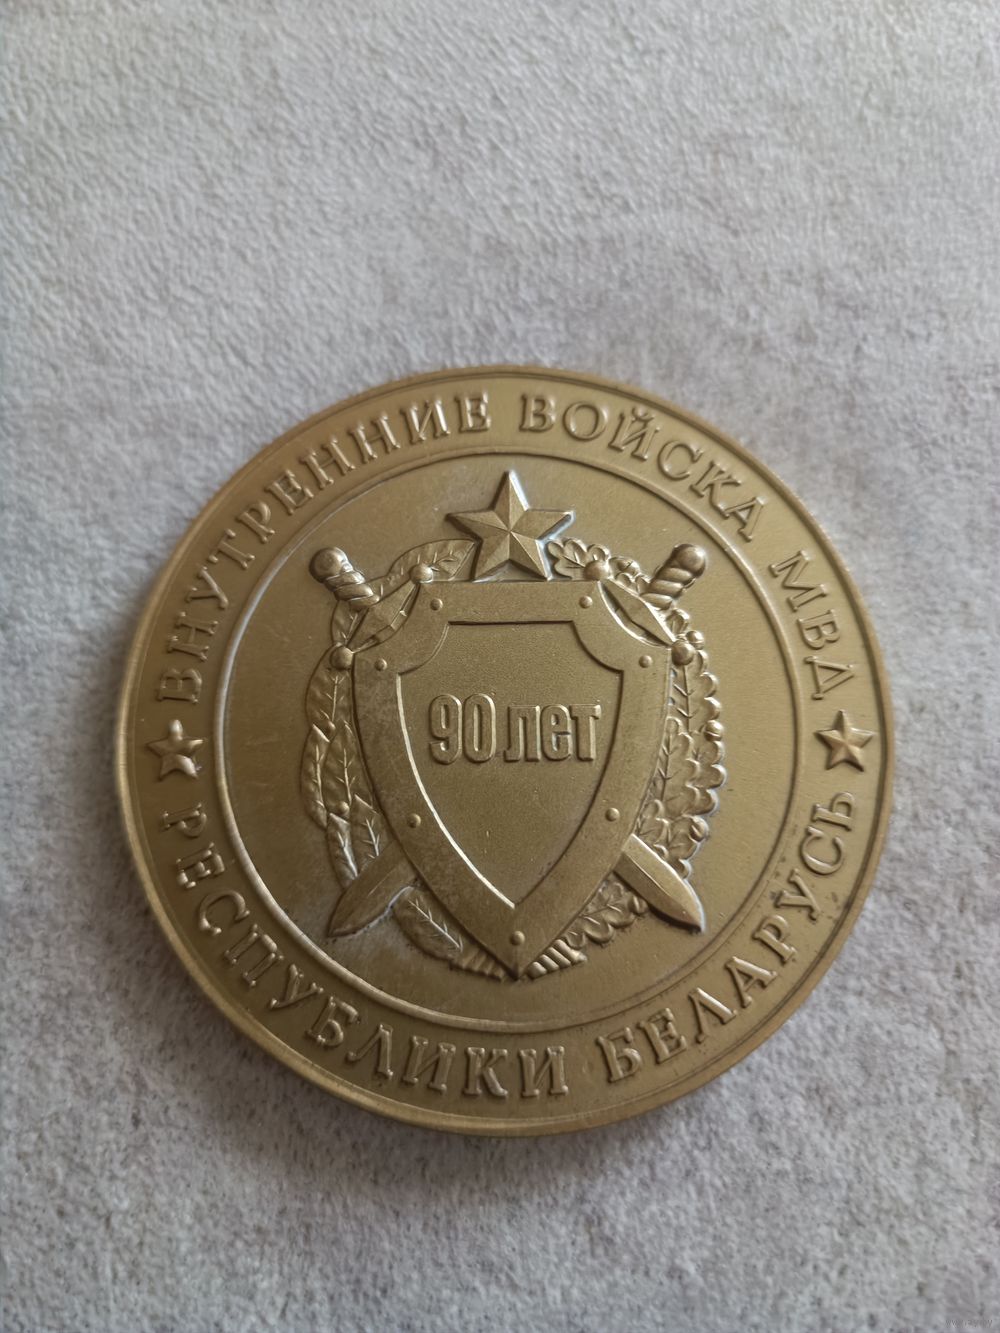 ВНУТРЕННИЕ ВОЙСКА МВД
90 лет
РЕСПУБЛИКИ БЕЛАРУСЬ